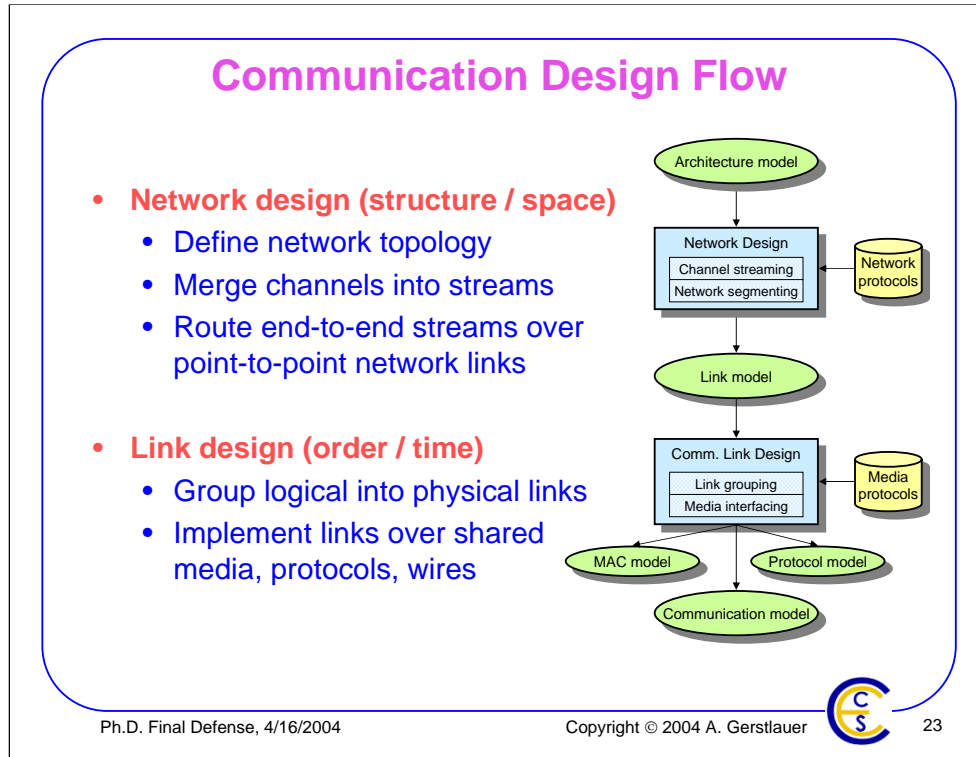 Communication Design Flow
• Network design (structure / space)
• Define network topology
• Merge channels into streams
• Route end-to-end streams over
point-to-point network links
• Link design (order / time)
• Group logical into physical links
• Implement links over shared
media, protocols, wires
Architecture model
Network Design
Channel streaming
Network segmenting
Network
protocols
Link model
Comm. Link Design
Link grouping
Media interfacing
Media
protocols
MAC model
Protocol model
Communication model
Ph.D. Final Defense, 4/16/2004
Copyright © 2004 A. Gerstlauer
C
S
23